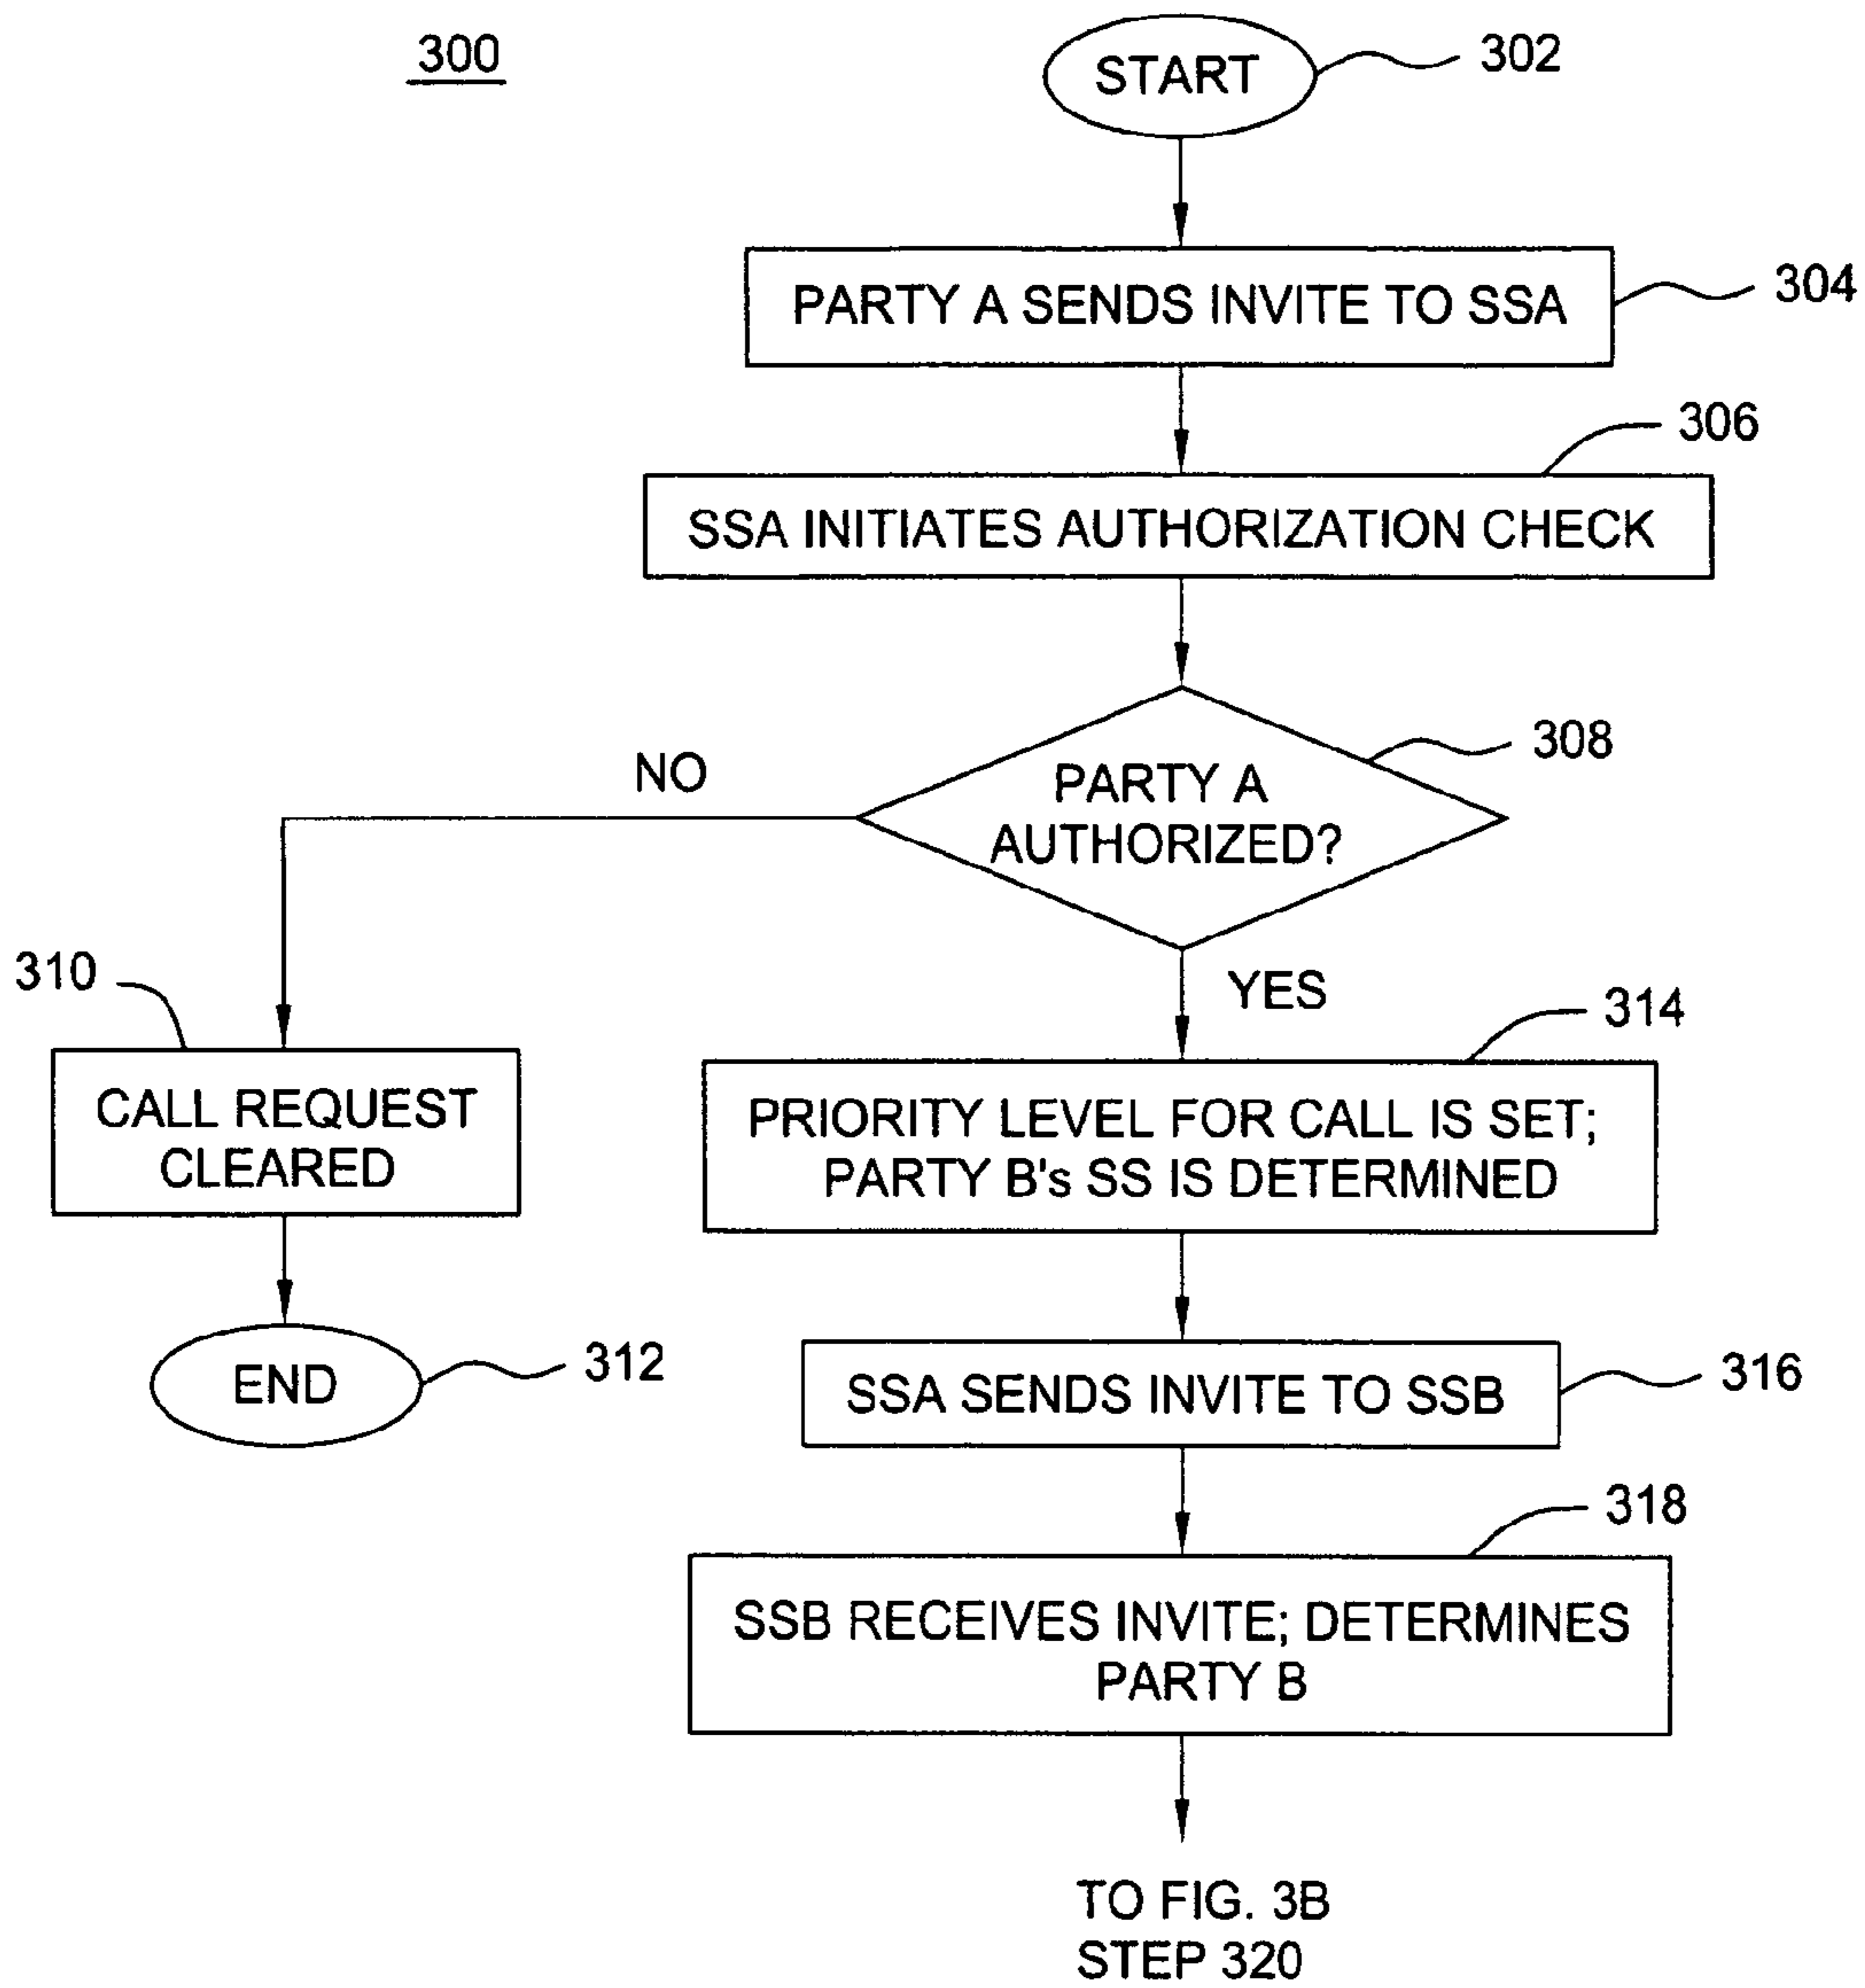 300
START
302
PARTY A SENDS INVITE TO SSA
304
306
SSA INITIATES AUTHORIZATION CHECK
308
PARTY A
AUTHORIZED?
NO
YES
310
CALL REQUEST
CLEARED
314
PRIORITY LEVEL FOR CALL IS SET;
PARTY B's SS IS DETERMINED
END
312
SSA SENDS INVITE TO SSB
316
318
SSB RECEIVES INVITE; DETERMINES
PARTY B
TO FIG. 3B
STEP 320